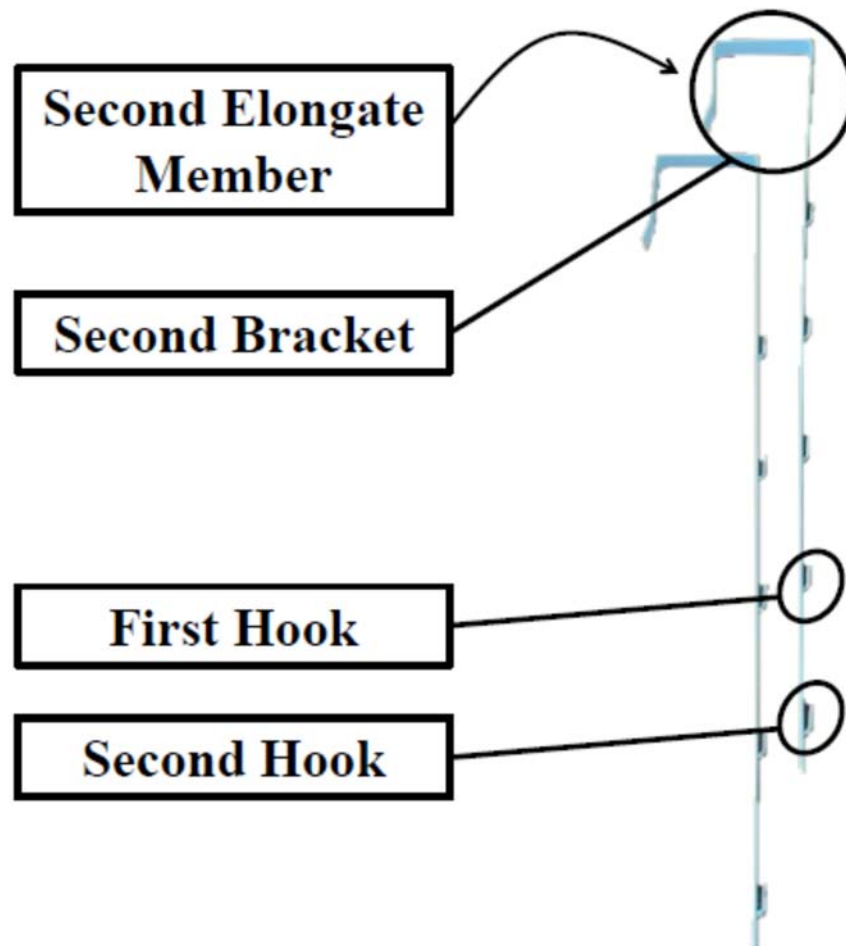 Second Elongate
Member
Second Bracket
First Hook
Second Hook